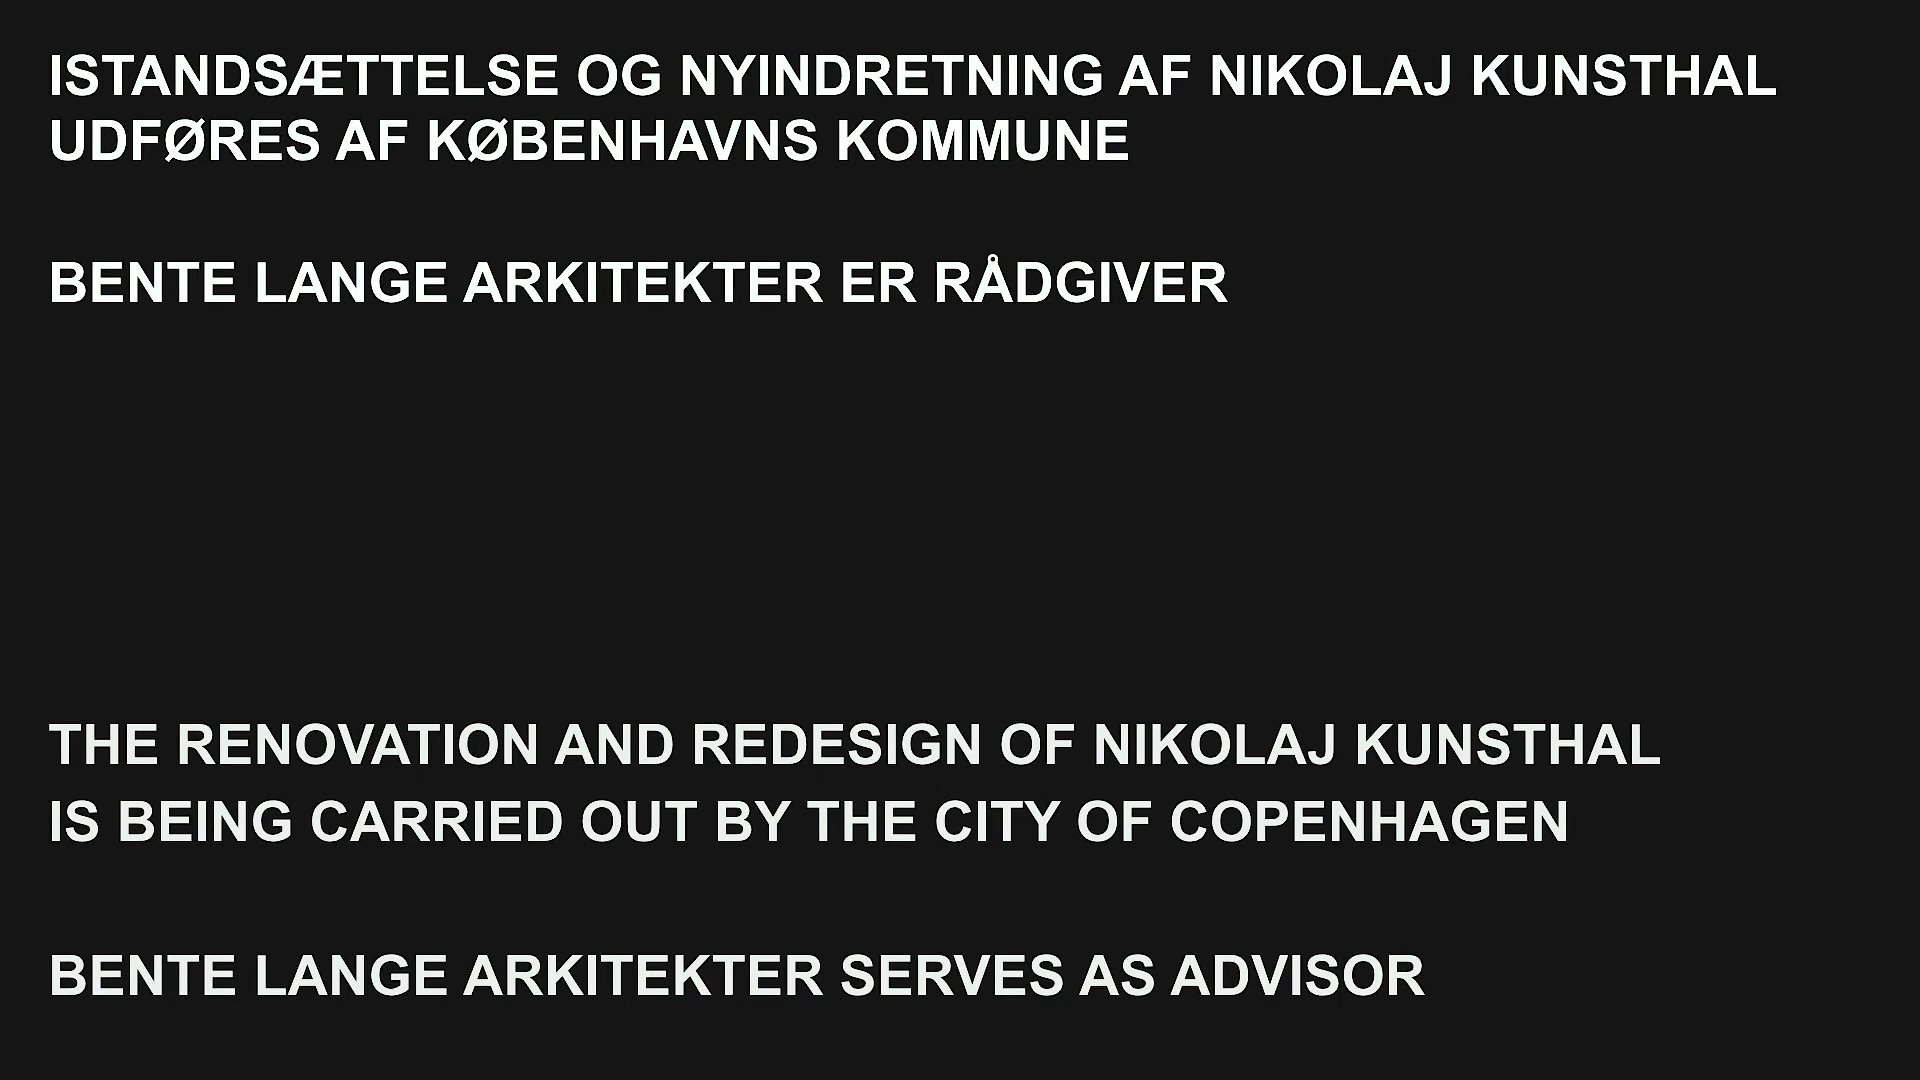 ISTANDSÆTTELSE OG NYINDRETNING AF NIKOLAJ KUNSTHAL
UDFØRES AF KØBENHAVNS KOMMUNE
BENTE LANGE ARKITEKTER ER RÅDGIVER
THE RENOVATION AND REDESIGN OF NIKOLAJ KUNSTHAL
IS BEING CARRIED OUT BY THE CITY OF COPENHAGEN
BENTE LANGE ARKITEKTER SERVES AS ADVISOR